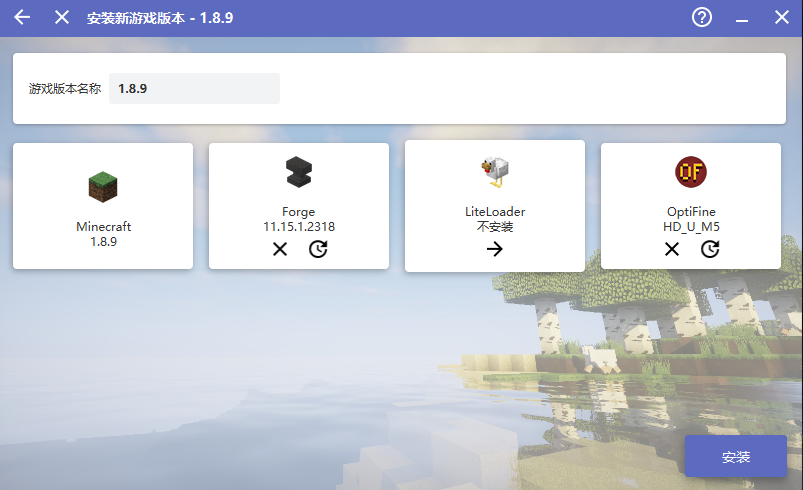 安装新游戏版本 - 1.8.9
游戏版本名称 1.8.9
Minecraft
1.8.9
Forge
11.15.1.2318
LiteLoader
不安装
OF
OptiFine
HD_U_M5
安装